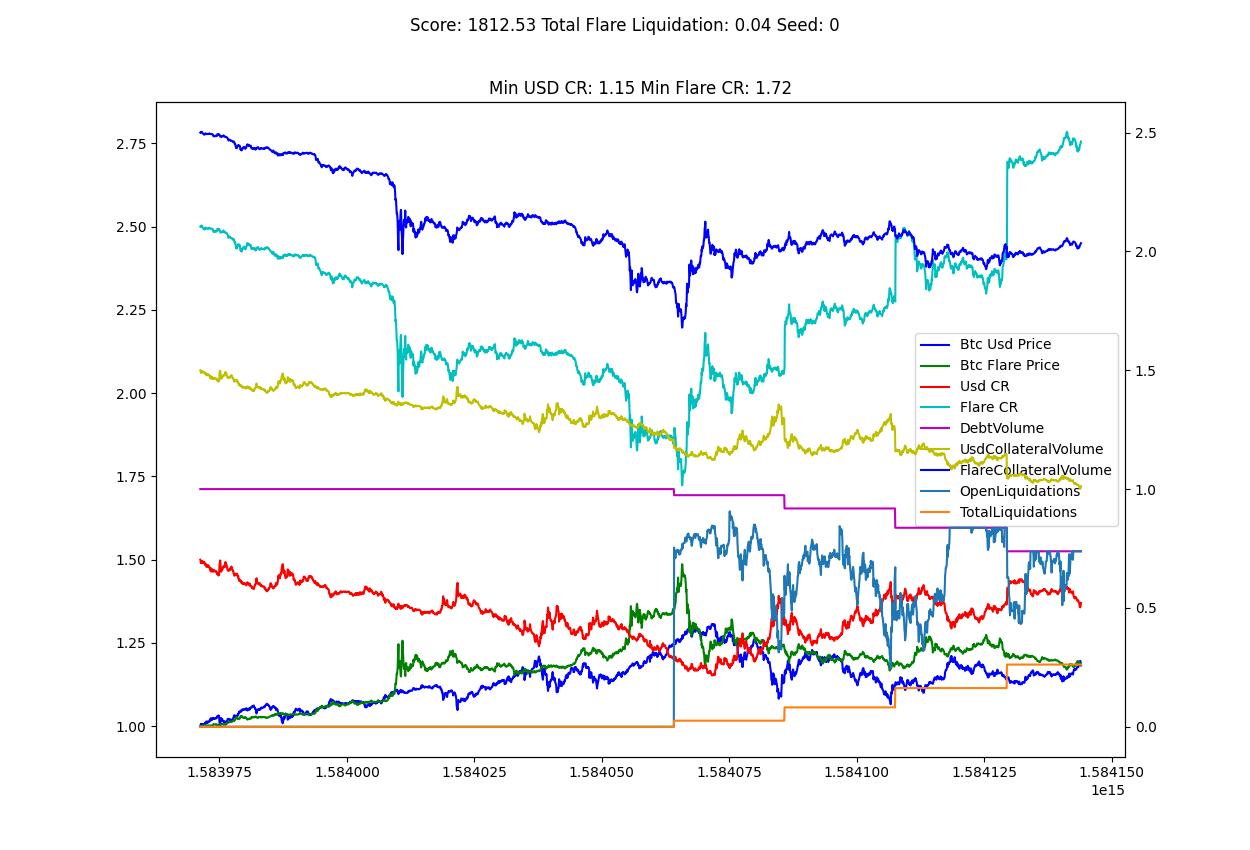 Score: 1812.53 Total Flare Liquidation: 0.04 Seed: 0
Min USD CR: 1.15 Min Flare CR: 1.72
2.75
2.50
2.25
2.00
1.75
1.50
1.25
1.00
2.5
2.0
1.5
1.0
0.5
0.0
Btc Usd Price
Btc Flare Price
Usd CR
Flare CR
DebtVolume
UsdCollateralVolume
FlareCollateralVolume
OpenLiquidations
TotalLiquidations
1.583975 1.584000 1.584025 1.584050 1.584075 1.584100 1.584125 1.584150
1e15